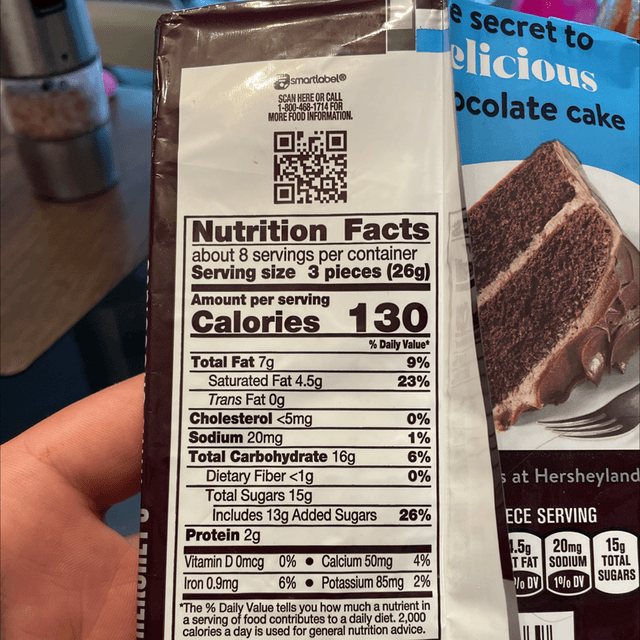 smartlabel®
SCAN HERE OR CALL
1-800-468-1714 FOR
MORE FOOD INFORMATION.
Nutrition Facts
about 8 servings per container
Serving size 3 pieces (26g)
Amount per serving
Calories 130
% Daily Value*
Total Fat 7g 9%
Saturated Fat 4.5g 23%
Trans Fat 0g
Cholesterol <5mg 0%
Sodium 20mg 1%
Total Carbohydrate 16g 6%
Dietary Fiber <1g 0%
Total Sugars 15g
Includes 13g Added Sugars 26%
Protein 2g
Vitamin D 0mcg 0% • Calcium 50mg 4%
Iron 0.9mg 6% • Potassium 85mg 2%
*The % Daily Value tells you how much a nutrient in
a serving of food contributes to a daily diet. 2,000
calories a day is used for general nutrition advice.
e secret to
elicious
ocolate cake
s at Hersheyland
ECE SERVING
4.5g 20mg 15g
T FAT SODIUM TOTAL
% DV 1% DV SUGARS
HERSHEY'S